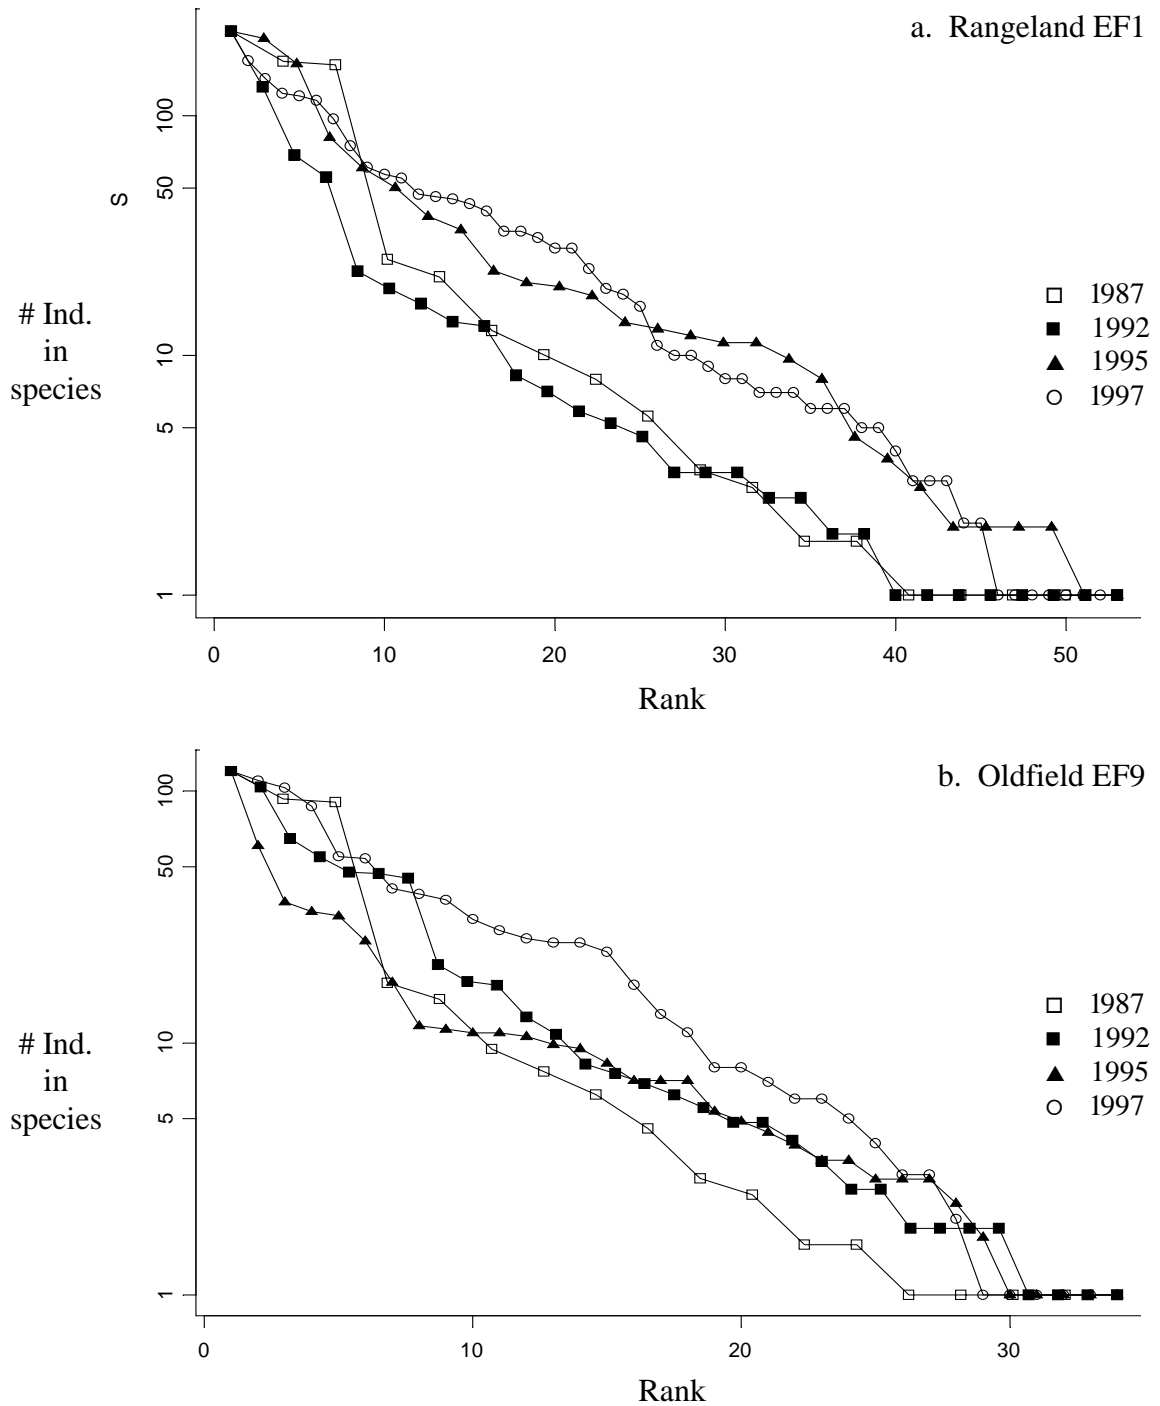 a. Rangeland EF1
100
50
10
5
1
S
# Ind.
in
species
1987
1992
1995
1997
0 10 20 30 40 50
Rank
b. Oldfield EF9
100
50
10
5
1
# Ind.
in
species
1987
1992
1995
1997
0 10 20 30
Rank